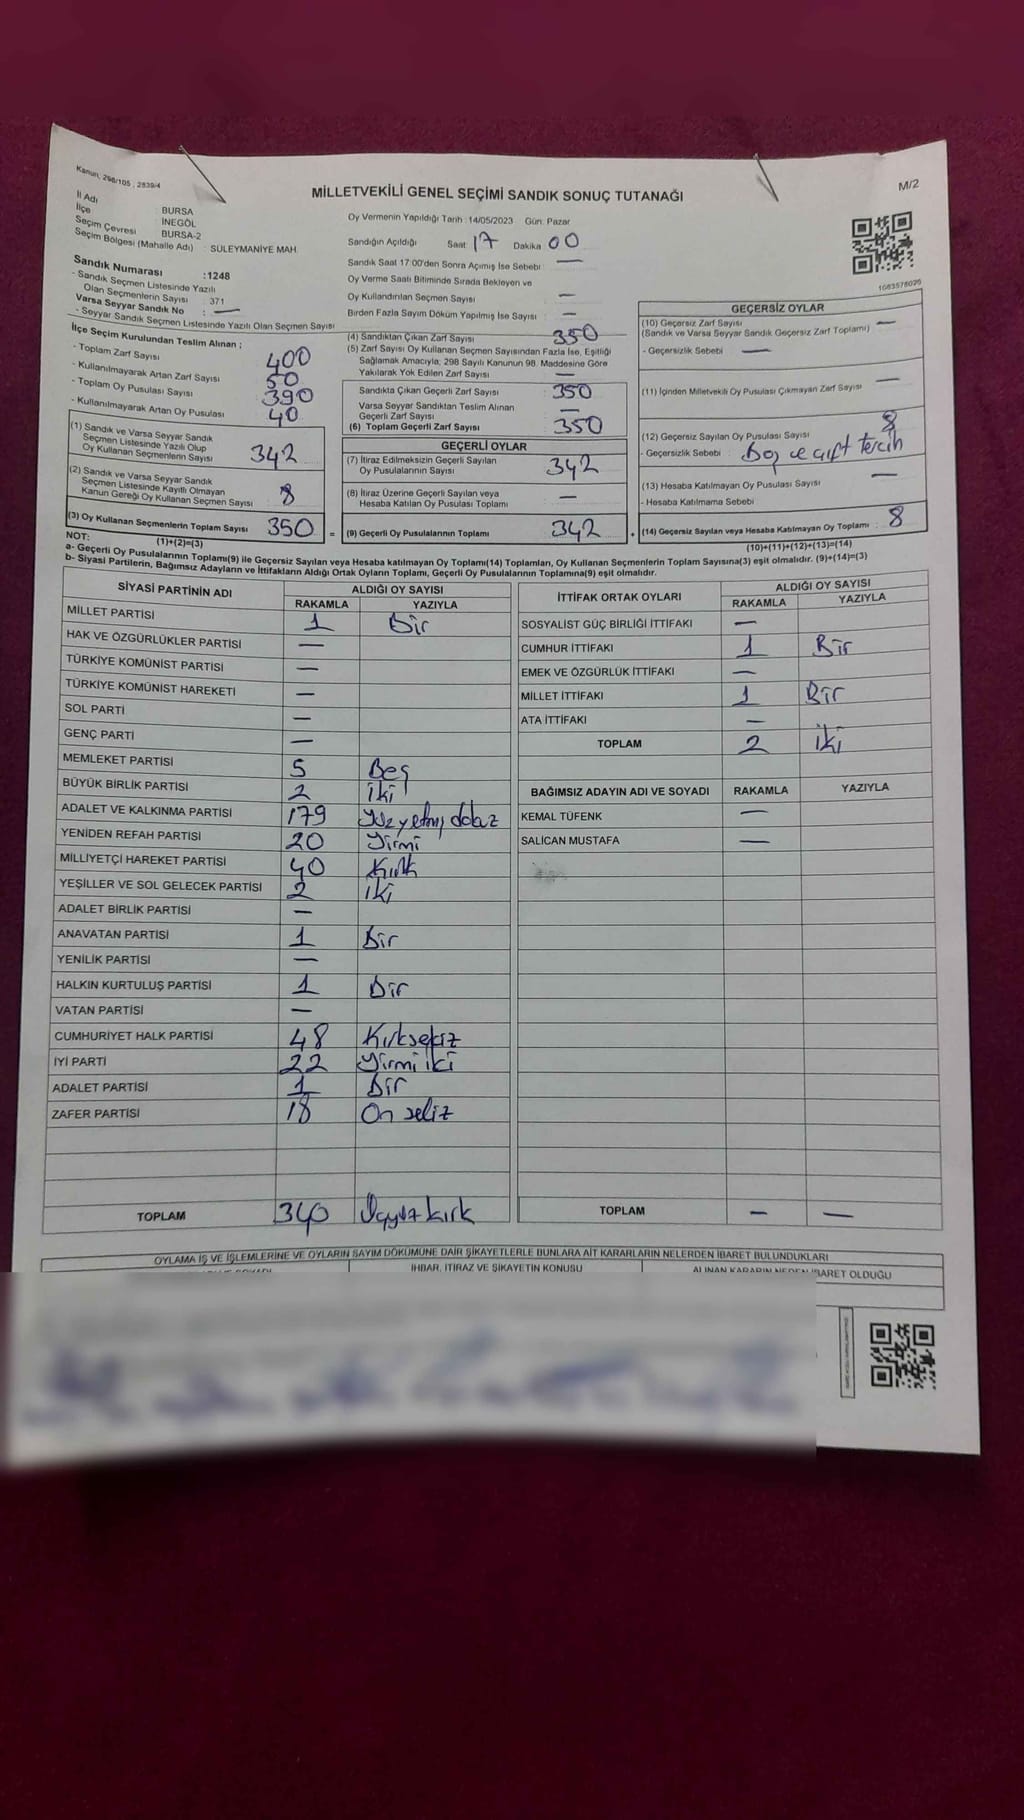 Kanun, 298/105 , 2839/4
MİLLETVEKİLİ GENEL SEÇİMİ SANDIK SONUÇ TUTANAĞI
M/2
İl Adı : BURSA
İlçe : İNEGÖL
Seçim Çevresi : BURSA-2
Seçim Bölgesi (Mahalle Adı) : SÜLEYMANİYE MAH.
Sandık Numarası :1248
- Sandık Seçmen Listesinde Yazılı
Olan Seçmenlerin Sayısı : 371
Varsa Seyyar Sandık No : —
- Seyyar Sandık Seçmen Listesinde Yazılı Olan Seçmen Sayısı
Oy Vermenin Yapıldığı Tarih : 14/05/2023 Gün: Pazar
Sandığın Açıldığı Saat 17 Dakika 00
Sandık Saat 17:00'den Sonra Açımış İse Sebebi : —
Oy Verme Saati Bitiminde Sırada Bekleyen ve
Oy Kullandırılan Seçmen Sayısı : —
Birden Fazla Sayım Döküm Yapılmış İse Sayısı : —
İlçe Seçim Kurulundan Teslim Alınan ;
- Toplam Zarf Sayısı 400
- Kullanılmayarak Artan Zarf Sayısı 50
- Toplam Oy Pusulası Sayısı 390
- Kullanılmayarak Artan Oy Pusulası 40
(1) Sandık ve Varsa Seyyar Sandık
Seçmen Listesinde Yazılı Olup
Oy Kullanan Seçmenlerin Sayısı 342
(2) Sandık ve Varsa Seyyar Sandık
Seçmen Listesinde Kayıtlı Olmayan
Kanun Gereği Oy Kullanan Seçmen Sayısı 8
(3) Oy Kullanan Seçmenlerin Toplam Sayısı 350 =
(1)+(2)=(3)
(4) Sandıktan Çıkan Zarf Sayısı 350
(5) Zarf Sayısı Oy Kullanan Seçmen Sayısından Fazla İse, Eşitliği
Sağlamak Amacıyla; 298 Sayılı Kanunun 98. Maddesine Göre
Yakılarak Yok Edilen Zarf Sayısı : —
Sandıkta Çıkan Geçerli Zarf Sayısı : 350
Varsa Seyyar Sandıktan Teslim Alınan
Geçerli Zarf Sayısı —
(6) Toplam Geçerli Zarf Sayısı : 350
GEÇERLİ OYLAR
(7) İtiraz Edilmeksizin Geçerli Sayılan
Oy Pusulalarının Sayısı : 342
(8) İtiraz Üzerine Geçerli Sayılan veya
Hesaba Katılan Oy Pusulası Toplamı : —
(9) Geçerli Oy Pusulalarının Toplamı : 342 +
1063578026
GEÇERSİZ OYLAR
(10) Geçersiz Zarf Sayısı —
(Sandık ve Varsa Seyyar Sandık Geçersiz Zarf Toplamı)
- Geçersizlik Sebebi : —
(11) İçinden Milletvekili Oy Pusulası Çıkmayan Zarf Sayısı —
(12) Geçersiz Sayılan Oy Pusulası Sayısı 8
Geçersizlik Sebebi : Boş ve çift tercih
(13) Hesaba Katılmayan Oy Pusulası Sayısı : —
- Hesaba Katılmama Sebebi
(14) Geçersiz Sayılan veya Hesaba Katılmayan Oy Toplamı : 8
(10)+(11)+(12)+(13)=(14)
NOT:
a- Geçerli Oy Pusulalarının Toplamı(9) ile Geçersiz Sayılan veya Hesaba katılmayan Oy Toplamı(14) Toplamları, Oy Kullanan Seçmenlerin Toplam Sayısına(3) eşit olmalıdır. (9)+(14)=(3)
b- Siyasi Partilerin, Bağımsız Adayların ve İttifakların Aldığı Ortak Oyların Toplamı, Geçerli Oy Pusulalarının Toplamına(9) eşit olmalıdır.
SİYASİ PARTİNİN ADI ALDIĞI OY SAYISI
RAKAMLA YAZIYLA
MİLLET PARTİSİ 1 Bir
HAK VE ÖZGÜRLÜKLER PARTİSİ —
TÜRKİYE KOMÜNİST PARTİSİ —
TÜRKİYE KOMÜNİST HAREKETİ —
SOL PARTİ —
GENÇ PARTİ —
MEMLEKET PARTİSİ 5 Beş
BÜYÜK BİRLİK PARTİSİ 2 iki
ADALET VE KALKINMA PARTİSİ 179 Yüzyetmişdokuz
YENİDEN REFAH PARTİSİ 20 Yirmi
MİLLİYETÇİ HAREKET PARTİSİ 40 Kırk
YEŞİLLER VE SOL GELECEK PARTİSİ 2 iki
ADALET BİRLİK PARTİSİ —
ANAVATAN PARTİSİ 1 Bir
YENİLİK PARTİSİ —
HALKIN KURTULUŞ PARTİSİ 1 Bir
VATAN PARTİSİ —
CUMHURİYET HALK PARTİSİ 48 Kırksekiz
İYİ PARTİ 22 Yirmi iki
ADALET PARTİSİ 1 Bir
ZAFER PARTİSİ 18 On sekiz
TOPLAM 340 Üçyüz kırk
İTTİFAK ORTAK OYLARI ALDIĞI OY SAYISI
RAKAMLA YAZIYLA
SOSYALİST GÜÇ BİRLİĞİ İTTİFAKI —
CUMHUR İTTİFAKI 1 Bir
EMEK VE ÖZGÜRLÜK İTTİFAKI —
MİLLET İTTİFAKI 1 Bir
ATA İTTİFAKI —
TOPLAM 2 iki
BAĞIMSIZ ADAYIN ADI VE SOYADI RAKAMLA YAZIYLA
KEMAL TÜFENK —
SALİCAN MUSTAFA —
TOPLAM — —
OYLAMA İŞ VE İŞLEMLERİNE VE OYLARIN SAYIM DÖKÜMÜNE DAİR ŞİKAYETLERLE BUNLARA AİT KARARLARIN NELERDEN İBARET BULUNDUKLARI
İHBAR, İTİRAZ VE ŞİKAYETİN KONUSU
ALINAN KARARIN NEDEN İBARET OLDUĞU